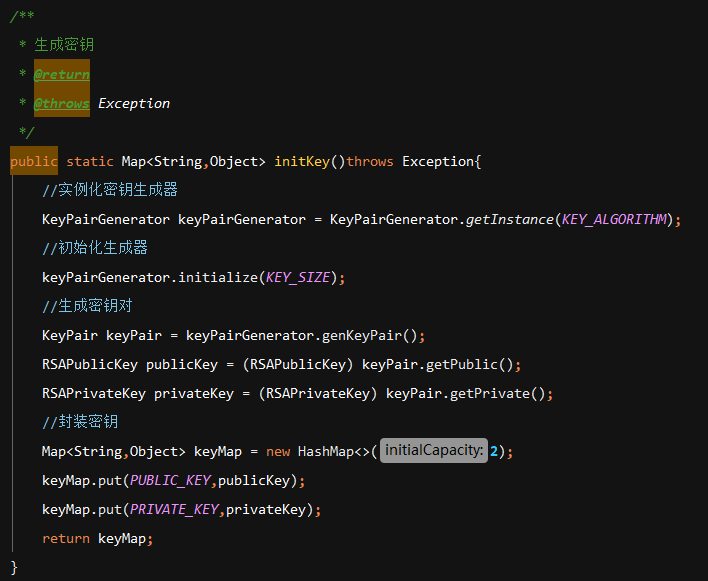 /**
* 生成密钥
* @return
* @throws Exception
*/
public static Map<String,Object> initKey()throws Exception{
//实例化密钥生成器
KeyPairGenerator keyPairGenerator = KeyPairGenerator.getInstance(KEY_ALGORITHM);
//初始化生成器
keyPairGenerator.initialize(KEY_SIZE);
//生成密钥对
KeyPair keyPair = keyPairGenerator.genKeyPair();
RSAPublicKey publicKey = (RSAPublicKey) keyPair.getPublic();
RSAPrivateKey privateKey = (RSAPrivateKey) keyPair.getPrivate();
//封装密钥
Map<String,Object> keyMap = new HashMap<>( initialCapacity: 2);
keyMap.put(PUBLIC_KEY,publicKey);
keyMap.put(PRIVATE_KEY,privateKey);
return keyMap;
}